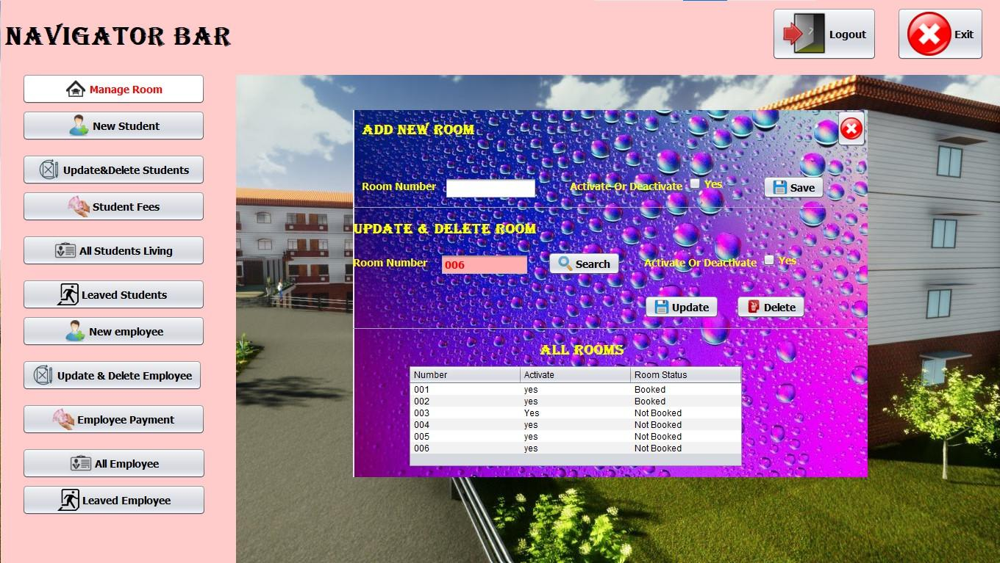 NAVIGATOR BAR
Logout
Exit
Manage Room
New Student
Update&Delete Students
Student Fees
All Students Living
Leaved Students
New employee
Update & Delete Employee
Employee Payment
All Employee
Leaved Employee
ADD NEW ROOM
Room Number Activate Or Deactivate Yes Save
UPDATE & DELETE ROOM
Room Number 006 Search Activate Or Deactivate Yes
Update Delete
ALL ROOMS
Number Activate Room Status
001 yes Booked
002 yes Booked
003 Yes Not Booked
004 yes Not Booked
005 yes Not Booked
006 yes Not Booked